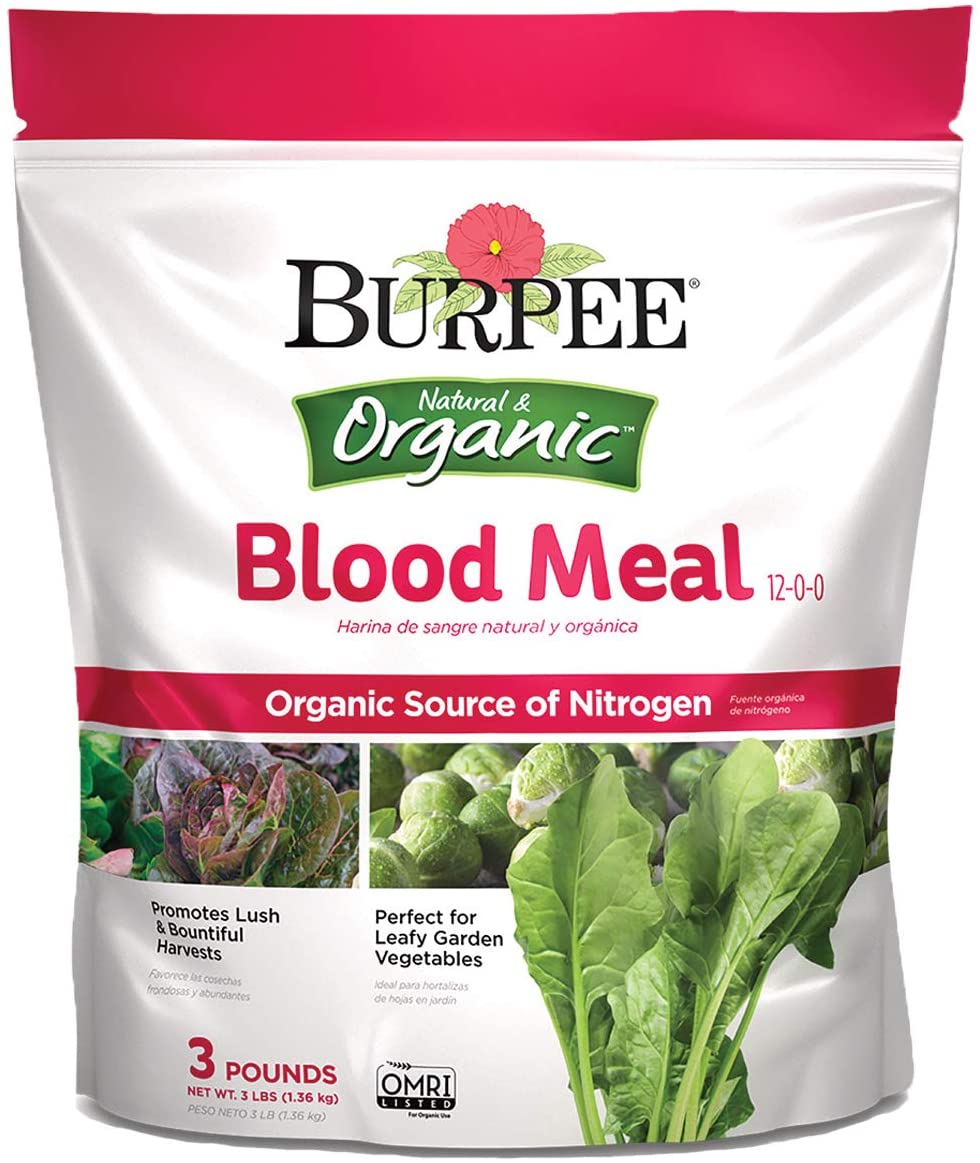 BURPEE®
Natural &
Organic™
Blood Meal 12-0-0
Harina de sangre natural y orgánica
Organic Source of Nitrogen
Fuente orgánica
de nitrógeno
Promotes Lush
& Bountiful
Harvests
Favorece las cosechas
frondosas y abundantes
Perfect for
Leafy Garden
Vegetables
Ideal para hortalizas
de hojas en jardín
3 POUNDS
NET WT. 3 LBS (1.36 kg)
PESO NETO 3 LB (1.36 kg)
OMRI
LISTED
For Organic Use